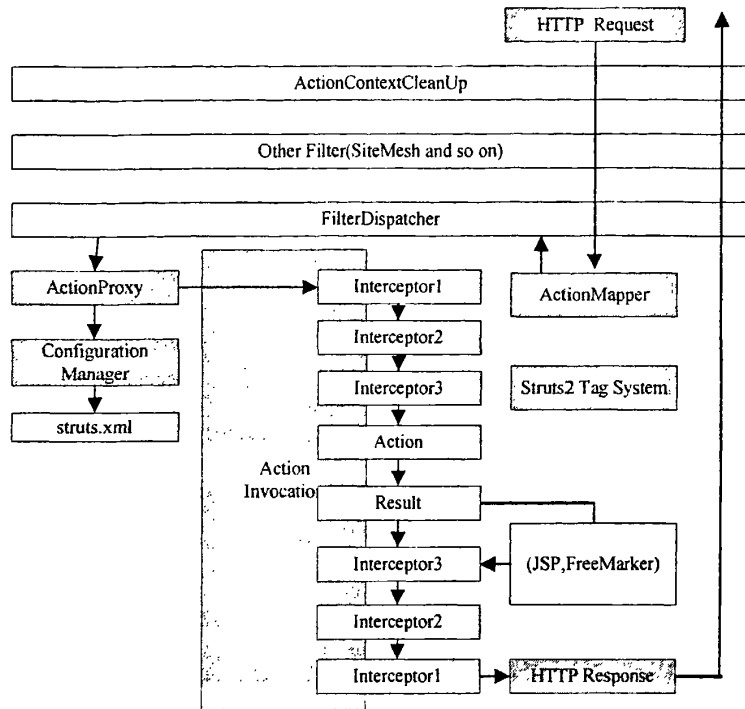 HTTP Request
ActionContextCleanUp
Other Filter(SiteMesh and so on)
FilterDispatcher
ActionProxy
Interceptor1
ActionMapper
Configuration
Manager
Interceptor2
Interceptor3
Struts2 Tag System
struts.xml
Action
Action
Invocation
Result
Interceptor3
(JSP,FreeMarker)
Interceptor2
Interceptor1
HTTP Response